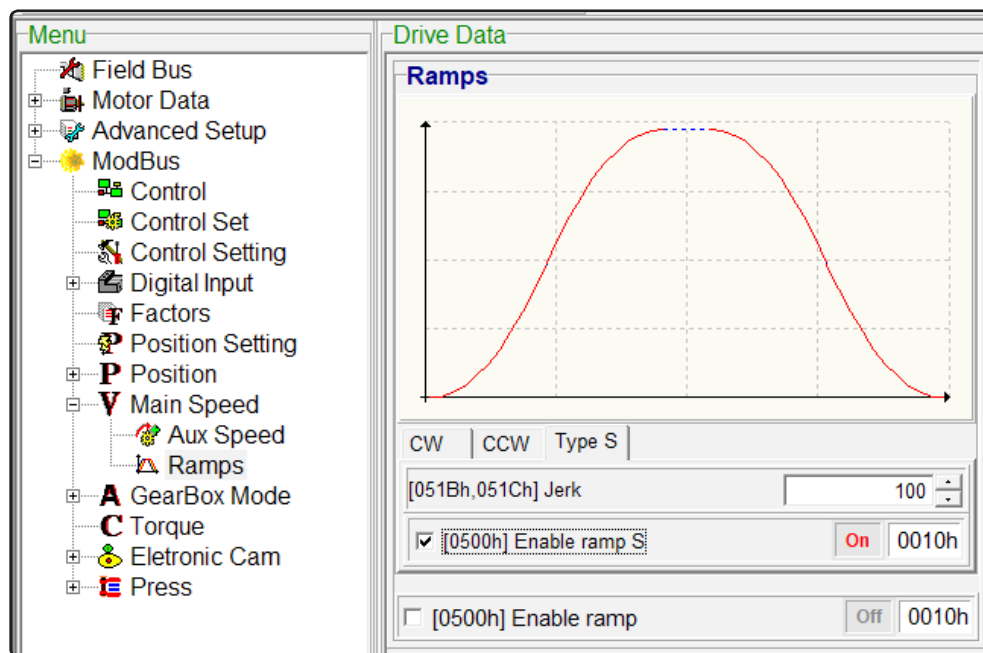 Menu
Field Bus
Motor Data
Advanced Setup
ModBus
Control
Control Set
Control Setting
Digital Input
Factors
Position Setting
P Position
V Main Speed
Aux Speed
Ramps
A GearBox Mode
C Torque
Eletronic Cam
Press
Drive Data
Ramps
CW CCW Type S
[051Bh,051Ch] Jerk 100
[0500h] Enable ramp S On 0010h
[0500h] Enable ramp Off 0010h